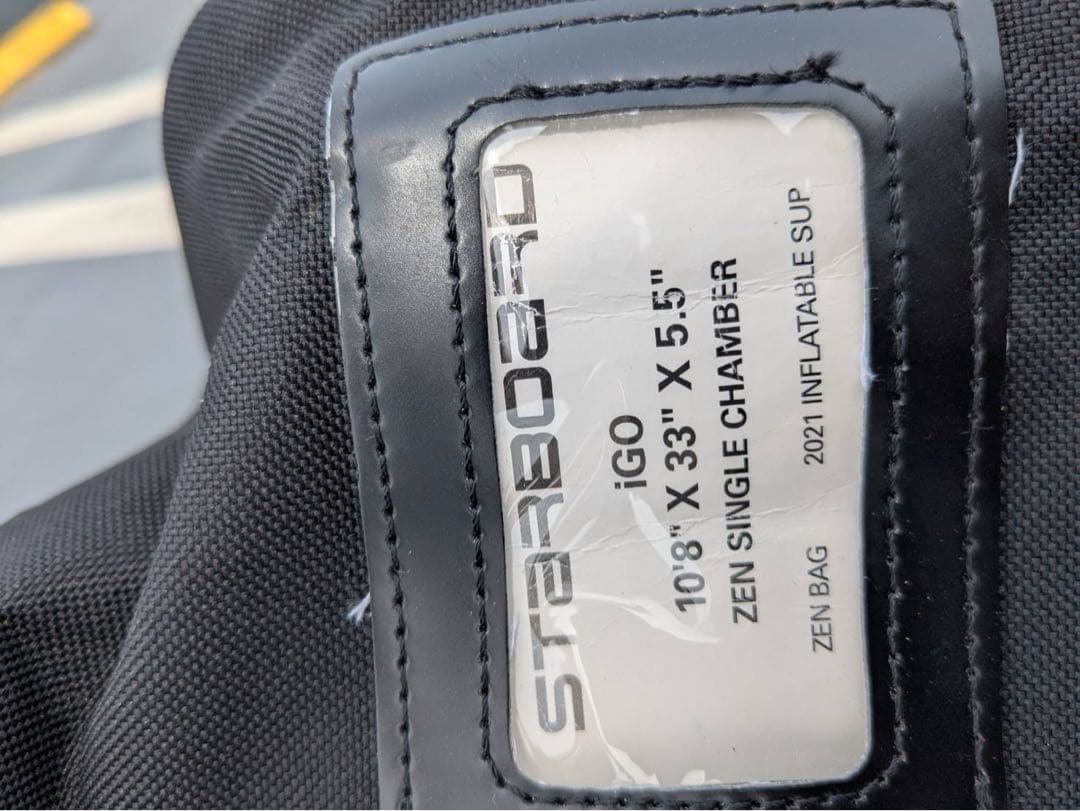 STARBOARD
iGO
10'8" X 33" X 5.5"
ZEN SINGLE CHAMBER
ZEN BAG 2021 INFLATABLE SUP